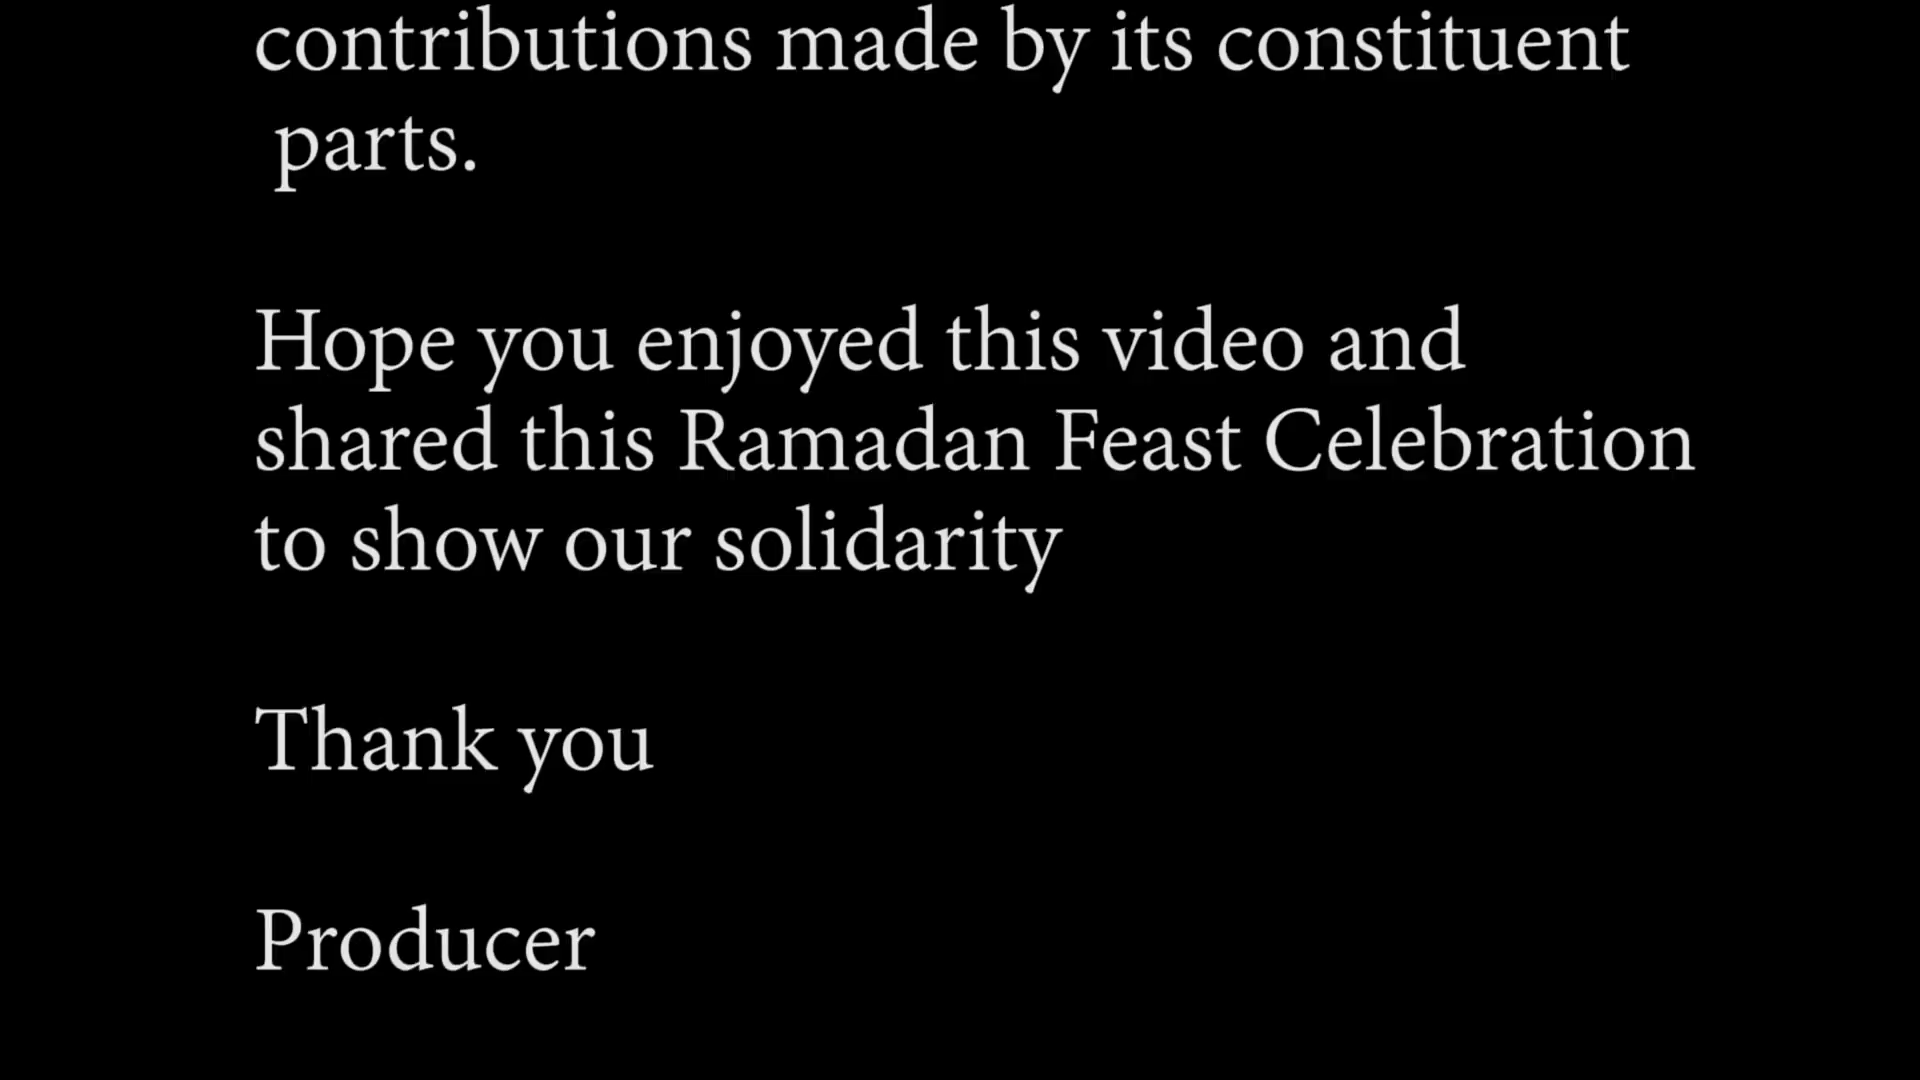 contributions made by its constituent
parts.
Hope you enjoyed this video and
shared this Ramadan Feast Celebration
to show our solidarity
Thank you
Producer